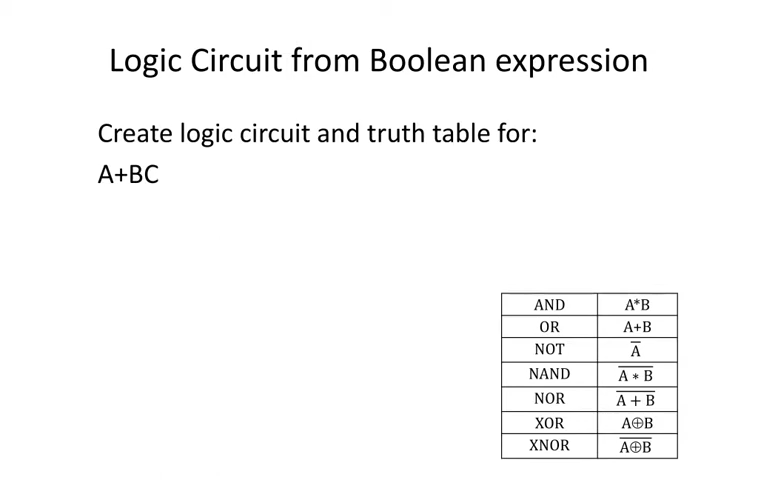 Logic Circuit from Boolean expression
Create logic circuit and truth table for:
A+BC
AND A*B
OR A+B
NOT A̅
NAND A̅ ̅∗̅ ̅B̅
NOR A̅ ̅+̅ ̅B̅
XOR A⊕B
XNOR A̅⊕̅B̅